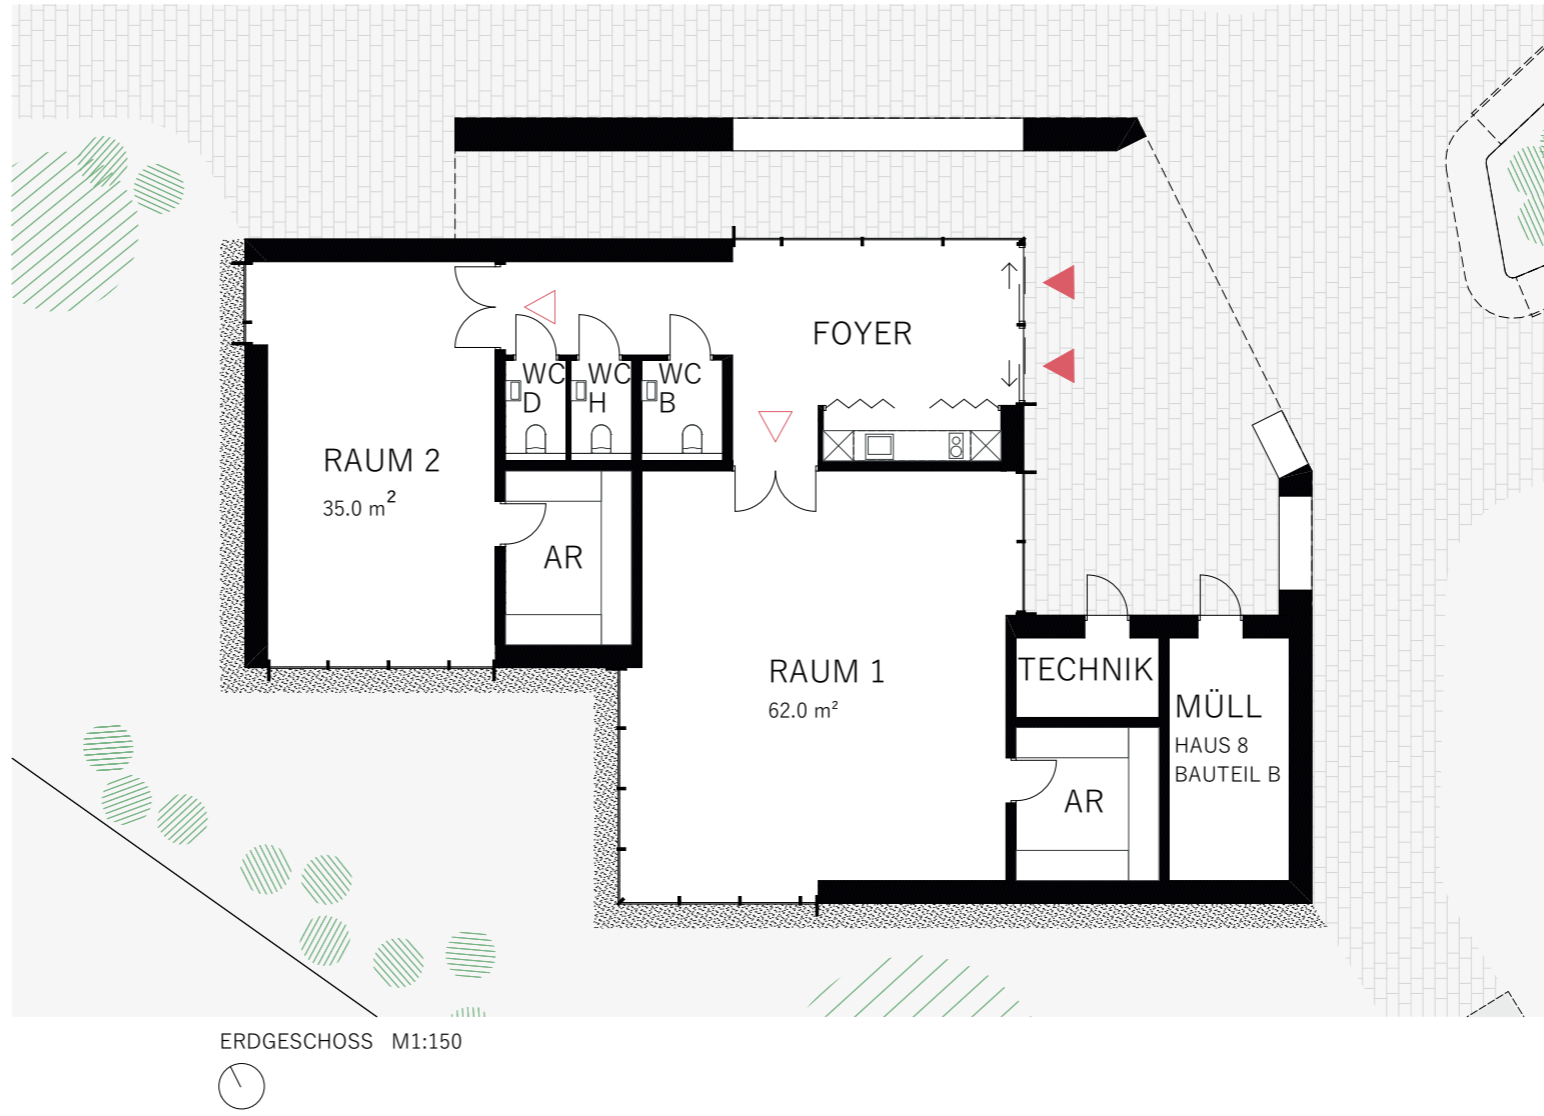 FOYER
WC
D
WC
H
WC
B
RAUM 2
35.0 m²
AR
RAUM 1
62.0 m²
TECHNIK
MÜLL
HAUS 8
BAUTEIL B
AR
ERDGESCHOSS M1:150